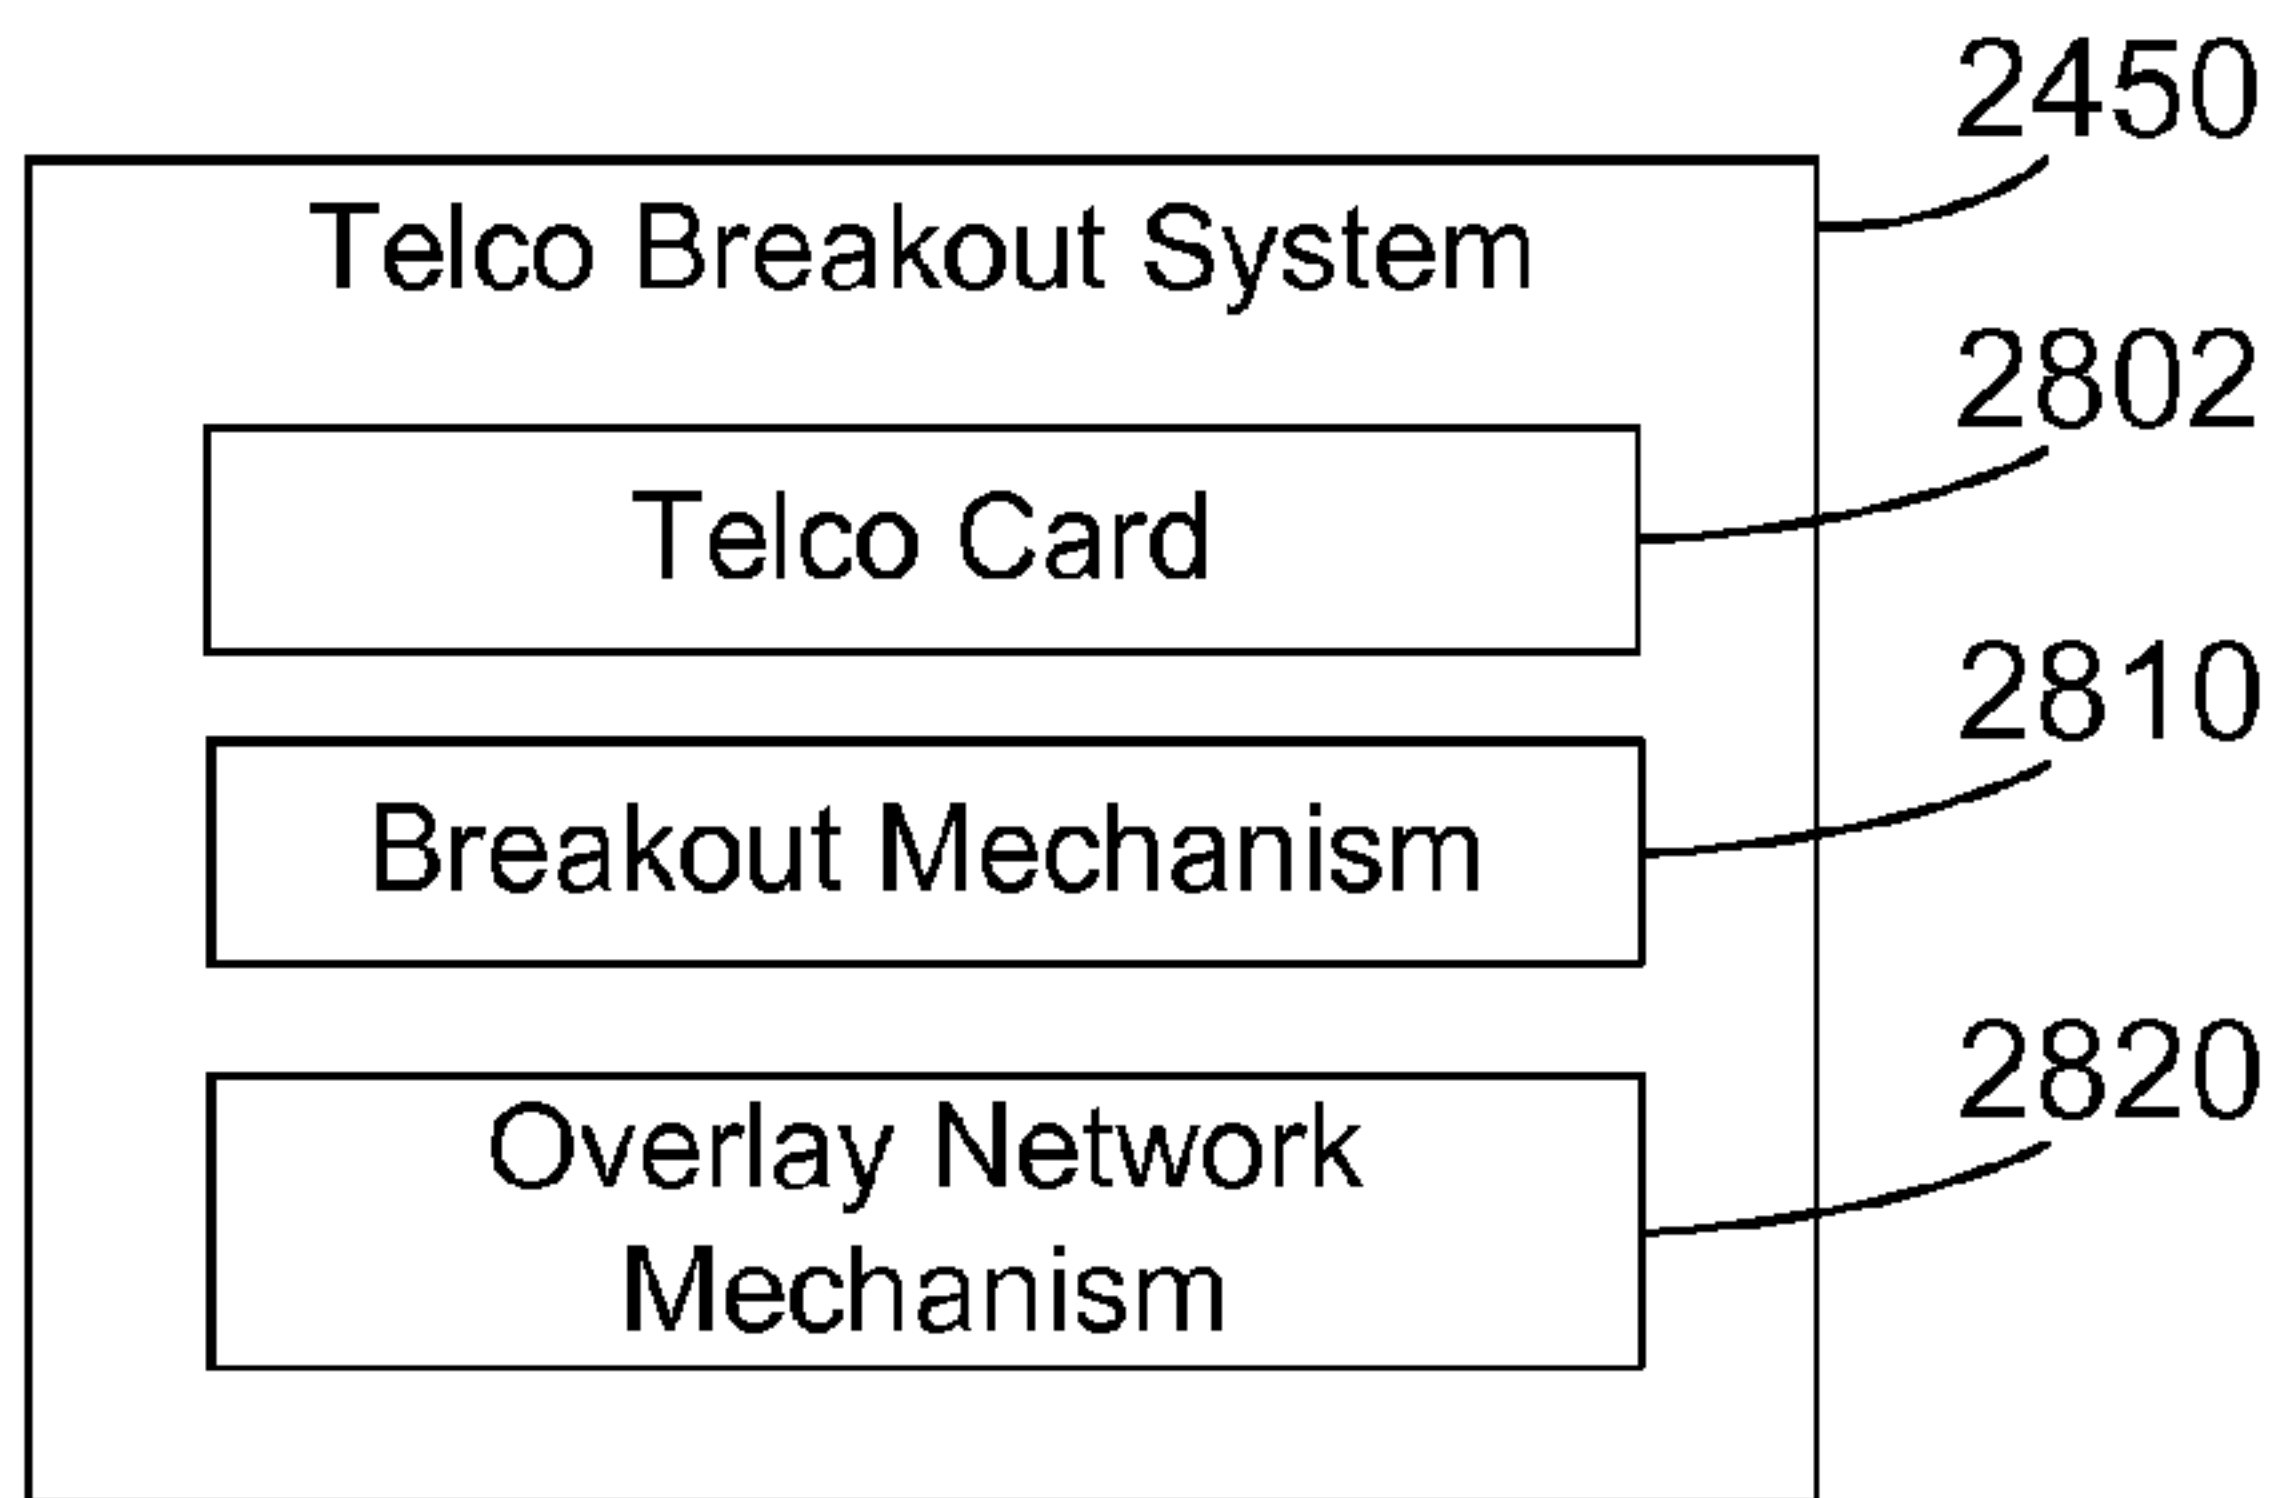 2450
Telco Breakout System
2802
Telco Card
2810
Breakout Mechanism
2820
Overlay Network
Mechanism